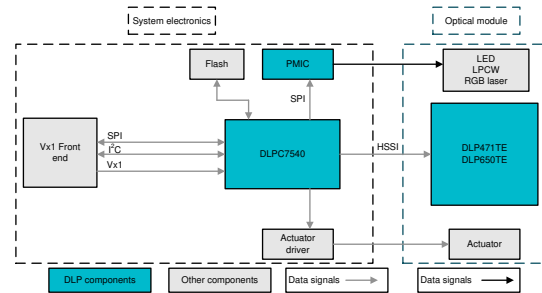 System electronics
Optical module
Flash
PMIC
LED
LPCW
RGB laser
SPI
Vx1 Front
end
SPI
I²C
Vx1
DLPC7540
HSSI
DLP471TE
DLP650TE
Actuator
driver
Actuator
DLP components
Other components
Data signals
Data signals